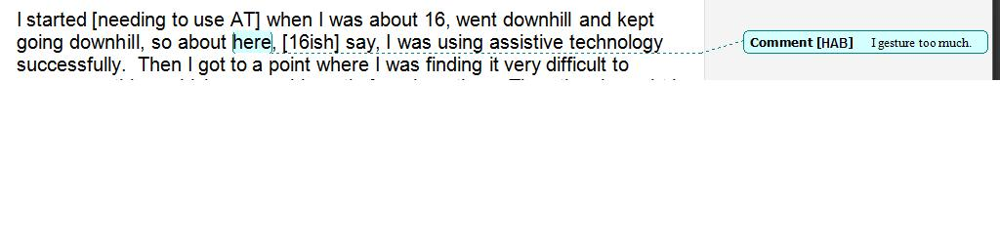 I started [needing to use AT] when I was about 16, went downhill and kept
going downhill, so about here, [16ish] say, I was using assistive technology
successfully.  Then I got to a point where I was finding it very difficult to
Comment [HAB] I gesture too much.